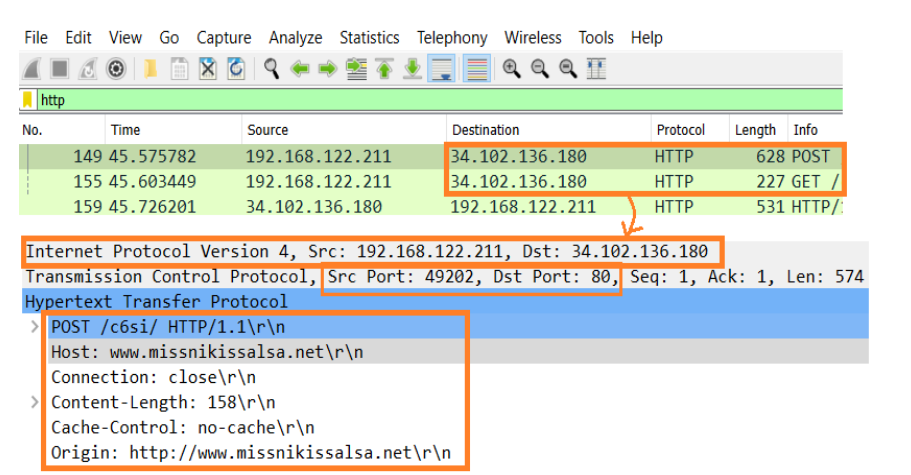 File Edit View Go Capture Analyze Statistics Telephony Wireless Tools Help
http
No. Time Source Destination Protocol Length Info
149 45.575782 192.168.122.211 34.102.136.180 HTTP 628 POST
155 45.603449 192.168.122.211 34.102.136.180 HTTP 227 GET /
159 45.726201 34.102.136.180 192.168.122.211 HTTP 531 HTTP/
Internet Protocol Version 4, Src: 192.168.122.211, Dst: 34.102.136.180
Transmission Control Protocol, Src Port: 49202, Dst Port: 80, Seq: 1, Ack: 1, Len: 574
Hypertext Transfer Protocol
POST /c6si/ HTTP/1.1\r\n
Host: www.missnikissalsa.net\r\n
Connection: close\r\n
Content-Length: 158\r\n
Cache-Control: no-cache\r\n
Origin: http://www.missnikissalsa.net\r\n